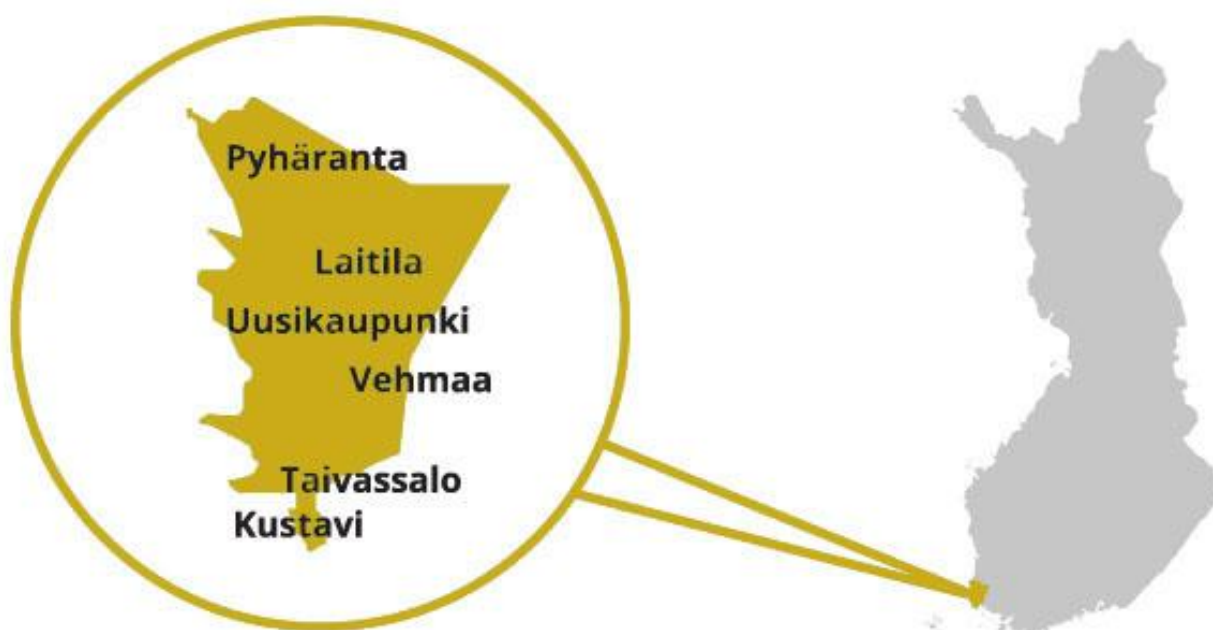 Pyhäranta
Laitila
Uusikaupunki
Vehmaa
Taivassalo
Kustavi